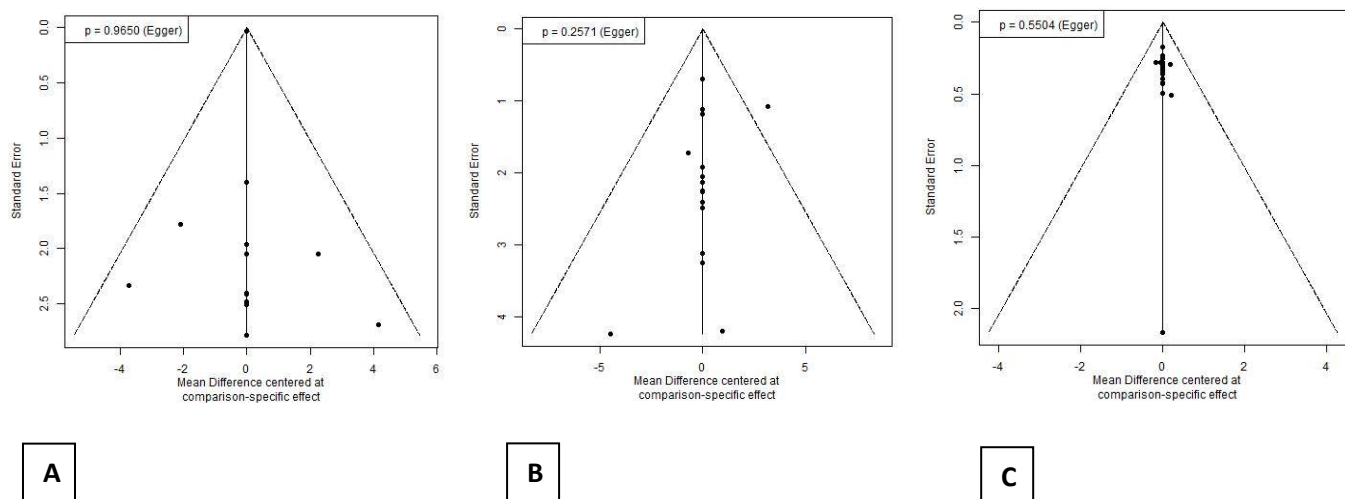 p = 0.9650 (Egger)
0.0
0.5
1.0
1.5
2.0
2.5
Standard Error
-4
-2
0
2
4
6
Mean Difference centered at
comparison-specific effect
A
p = 0.2571 (Egger)
0
1
2
3
4
Standard Error
-5
0
5
Mean Difference centered at
comparison-specific effect
B
p = 0.5504 (Egger)
0.0
0.5
1.0
1.5
2.0
Standard Error
-4
-2
0
2
4
Mean Difference centered at
comparison-specific effect
C